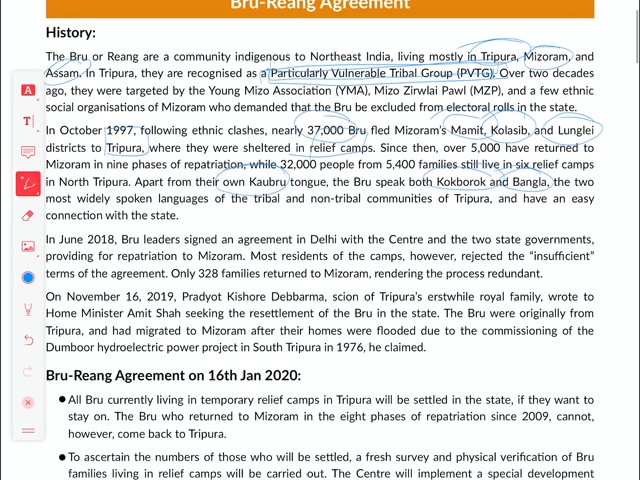 Bru-Reang Agreement
History:
The Bru or Reang are a community indigenous to Northeast India, living mostly in Tripura, Mizoram, and
Assam. In Tripura, they are recognised as a Particularly Vulnerable Tribal Group (PVTG). Over two decades
ago, they were targeted by the Young Mizo Association (YMA), Mizo Zirwlai Pawl (MZP), and a few ethnic
social organisations of Mizoram who demanded that the Bru be excluded from electoral rolls in the state.
In October 1997, following ethnic clashes, nearly 37,000 Bru fled Mizoram's Mamit, Kolasib, and Lunglei
districts to Tripura, where they were sheltered in relief camps. Since then, over 5,000 have returned to
Mizoram in nine phases of repatriation, while 32,000 people from 5,400 families still live in six relief camps
in North Tripura. Apart from their own Kaubru tongue, the Bru speak both Kokborok and Bangla, the two
most widely spoken languages of the tribal and non-tribal communities of Tripura, and have an easy
connection with the state.
In June 2018, Bru leaders signed an agreement in Delhi with the Centre and the two state governments,
providing for repatriation to Mizoram. Most residents of the camps, however, rejected the "insufficient"
terms of the agreement. Only 328 families returned to Mizoram, rendering the process redundant.
On November 16, 2019, Pradyot Kishore Debbarma, scion of Tripura's erstwhile royal family, wrote to
Home Minister Amit Shah seeking the resettlement of the Bru in the state. The Bru were originally from
Tripura, and had migrated to Mizoram after their homes were flooded due to the commissioning of the
Dumboor hydroelectric power project in South Tripura in 1976, he claimed.
Bru-Reang Agreement on 16th Jan 2020:
● All Bru currently living in temporary relief camps in Tripura will be settled in the state, if they want to
stay on. The Bru who returned to Mizoram in the eight phases of repatriation since 2009, cannot,
however, come back to Tripura.
● To ascertain the numbers of those who will be settled, a fresh survey and physical verification of Bru
families living in relief camps will be carried out. The Centre will implement a special development